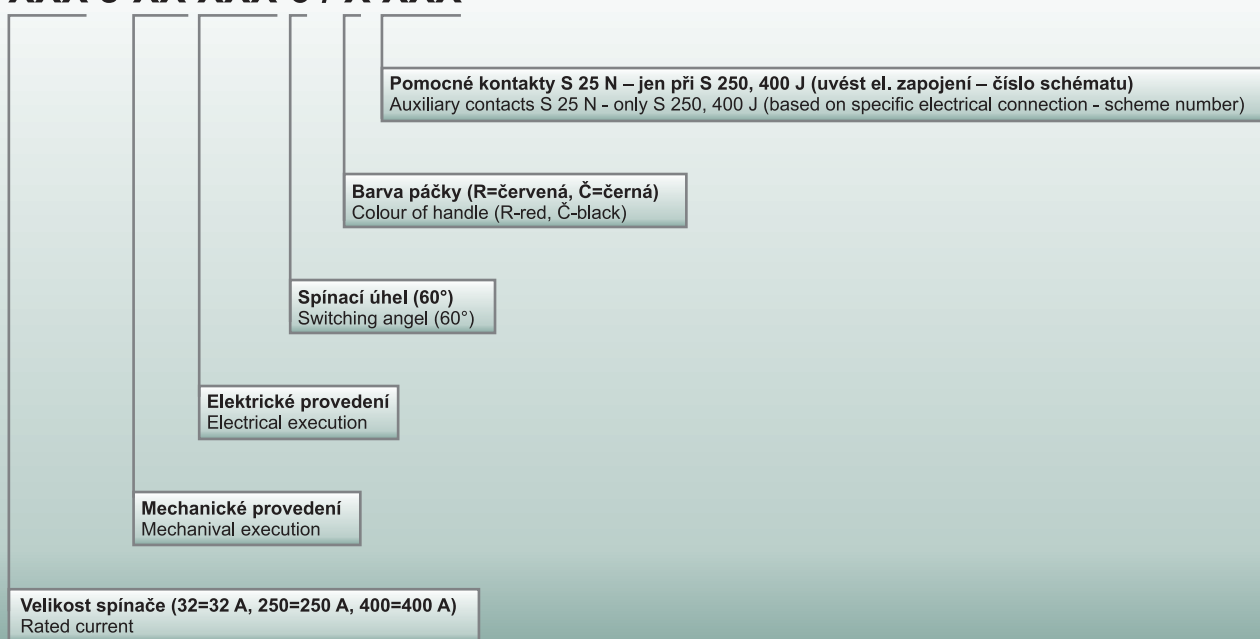 Pomocné kontakty S 25 N – jen při S 250, 400 J (uvést el. zapojení – číslo schématu)
Auxiliary contacts S 25 N - only S 250, 400 J (based on specific electrical connection - scheme number)
Barva páčky (R=červená, Č=černá)
Colour of handle (R-red, Č-black)
Spínací úhel (60°)
Switching angel (60°)
Elektrické provedení
Electrical execution
Mechanické provedení
Mechanival execution
Velikost spínače (32=32 A, 250=250 A, 400=400 A)
Rated current